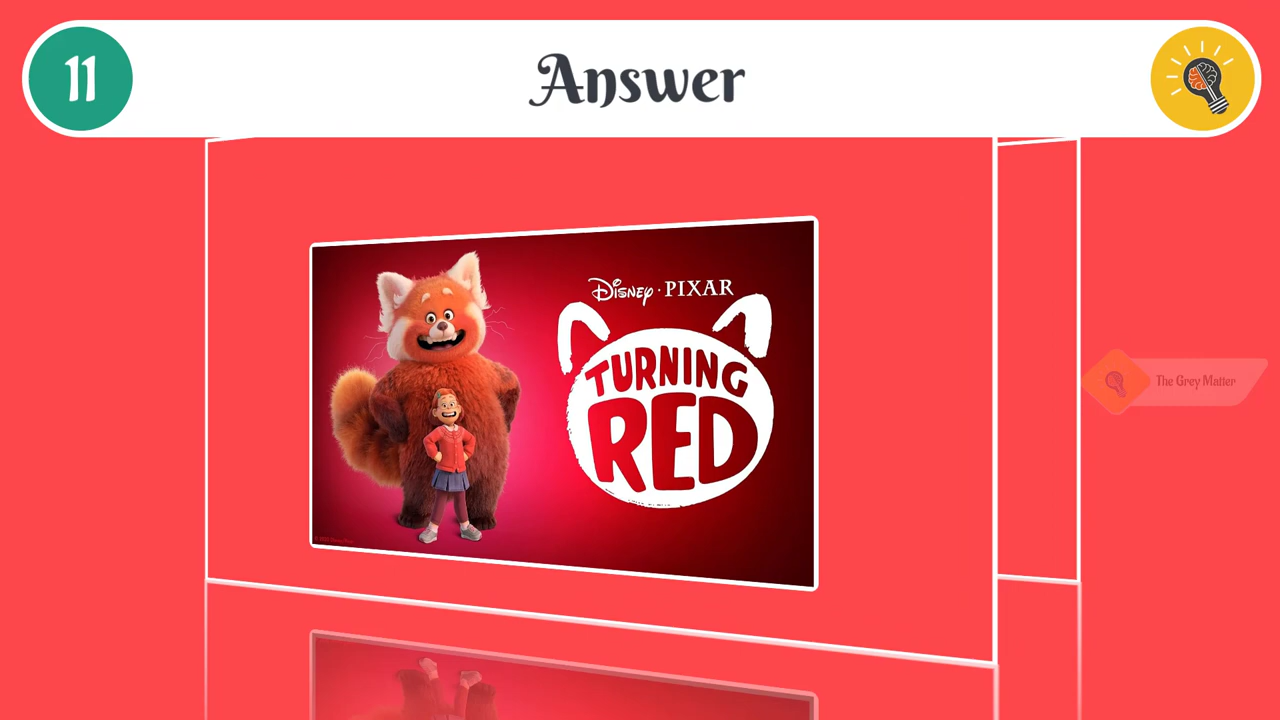 11
Answer
Disney · PIXAR
TURNING
RED
The Grey Matter